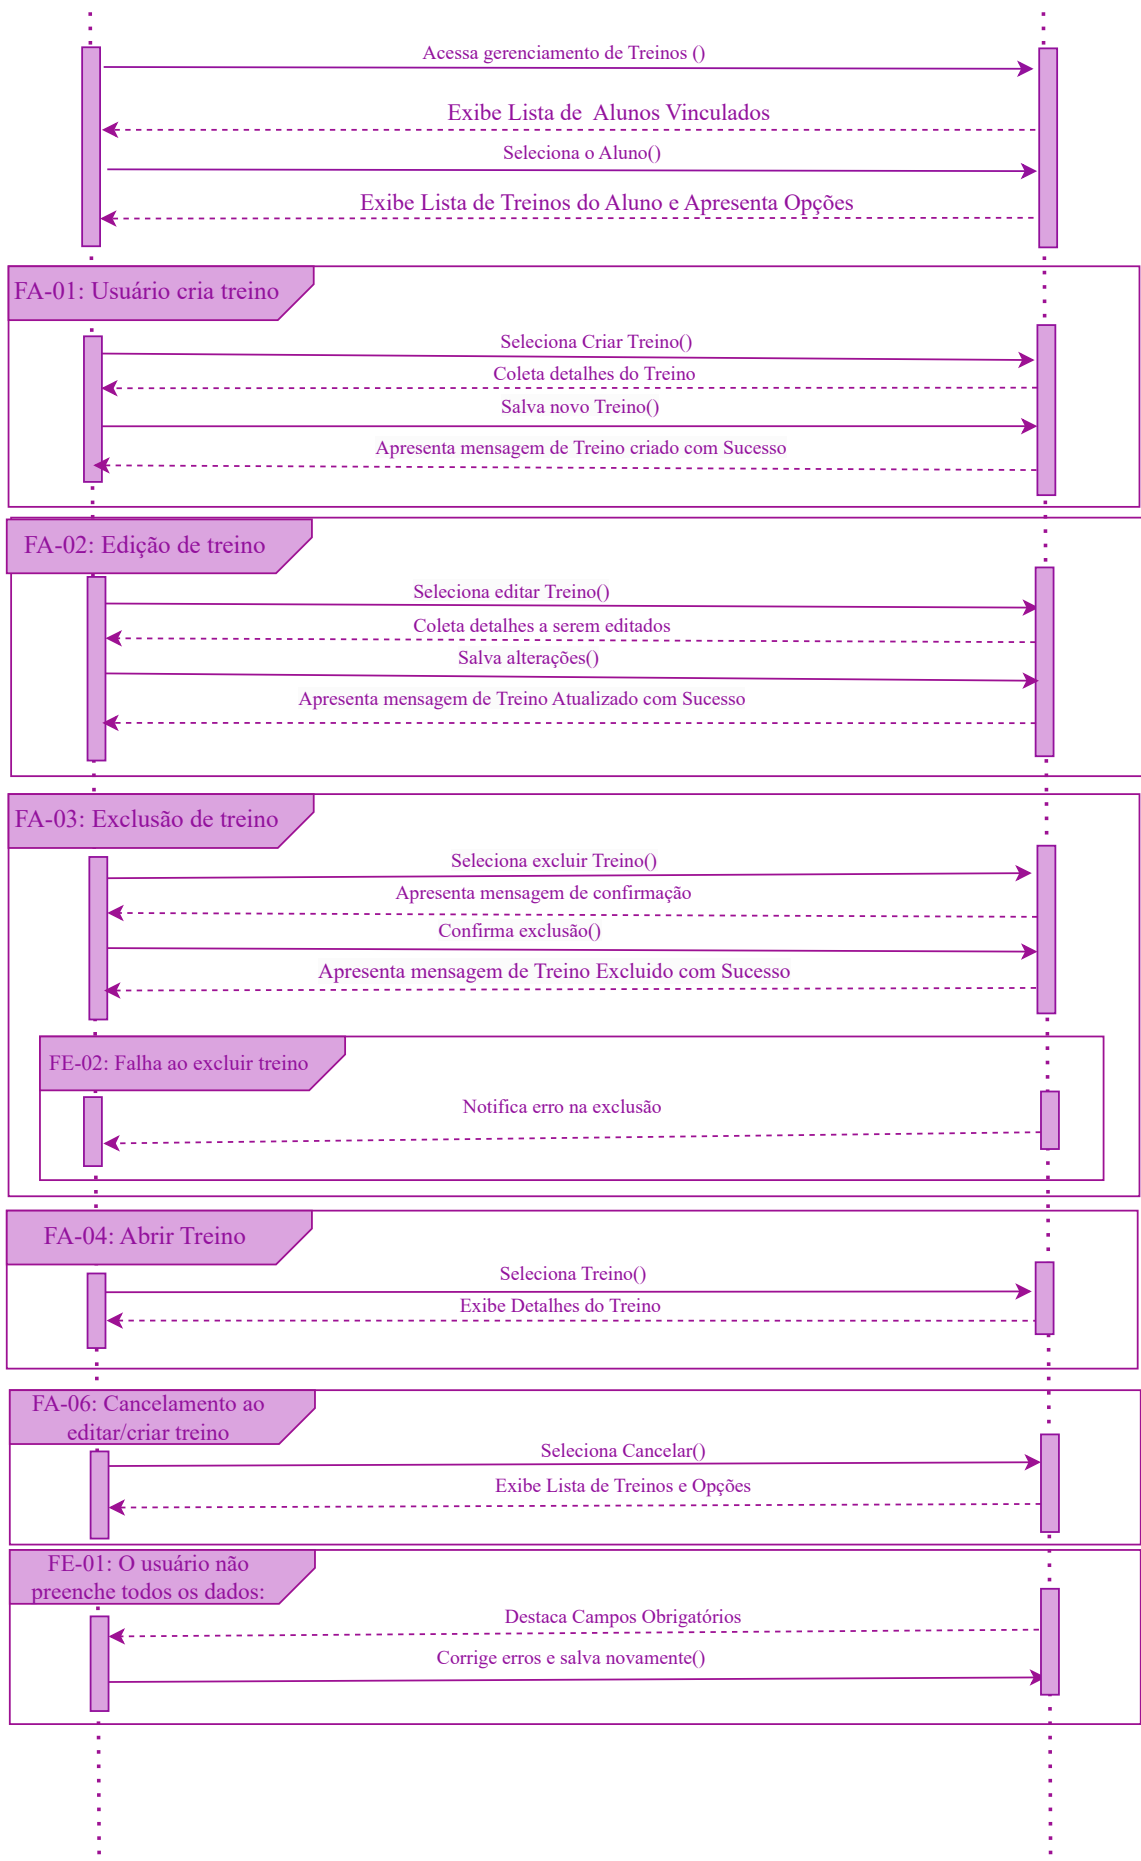 Acessa gerenciamento de Treinos ()
Exibe Lista de  Alunos Vinculados
Seleciona o Aluno()
Exibe Lista de Treinos do Aluno e Apresenta Opções
FA-01: Usuário cria treino
Seleciona Criar Treino()
Coleta detalhes do Treino
Salva novo Treino()
Apresenta mensagem de Treino criado com Sucesso
FA-02: Edição de treino
Seleciona editar Treino()
Coleta detalhes a serem editados
Salva alterações()
Apresenta mensagem de Treino Atualizado com Sucesso
FA-03: Exclusão de treino
Seleciona excluir Treino()
Apresenta mensagem de confirmação
Confirma exclusão()
Apresenta mensagem de Treino Excluido com Sucesso
FE-02: Falha ao excluir treino
Notifica erro na exclusão
FA-04: Abrir Treino
Seleciona Treino()
Exibe Detalhes do Treino
FA-06: Cancelamento ao
editar/criar treino
Seleciona Cancelar()
Exibe Lista de Treinos e Opções
FE-01: O usuário não
preenche todos os dados:
Destaca Campos Obrigatórios
Corrige erros e salva novamente()